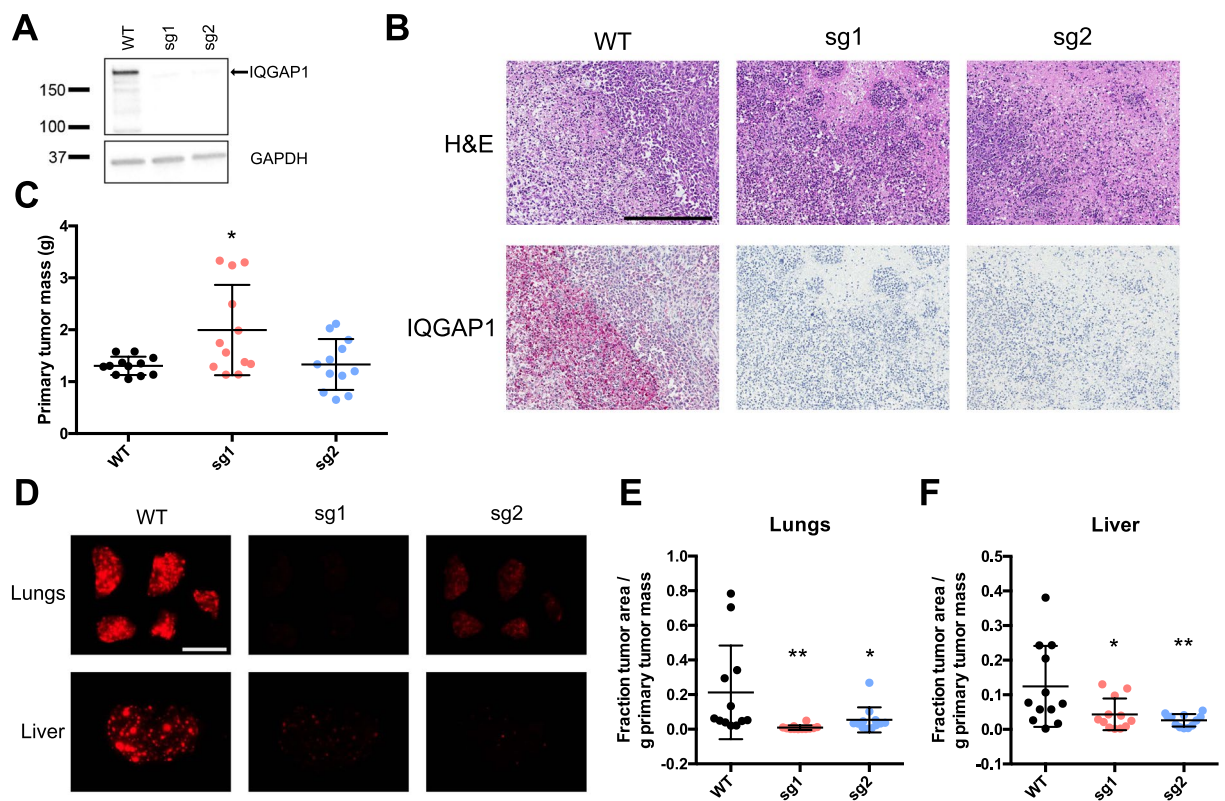 A
WT
sg1
sg2
IQGAP1
150
100
37
GAPDH
B
WT
sg1
sg2
H&E
IQGAP1
C
Primary tumor mass (g)
4
3
2
1
0
*
WT
sg1
sg2
D
WT
sg1
sg2
Lungs
Liver
E
Lungs
Fraction tumor area /
g primary tumor mass
1.0
0.8
0.6
0.4
0.2
0.0
-0.2
**
*
WT
sg1
sg2
F
Liver
Fraction tumor area /
g primary tumor mass
0.5
0.4
0.3
0.2
0.1
0.0
-0.1
*
**
WT
sg1
sg2